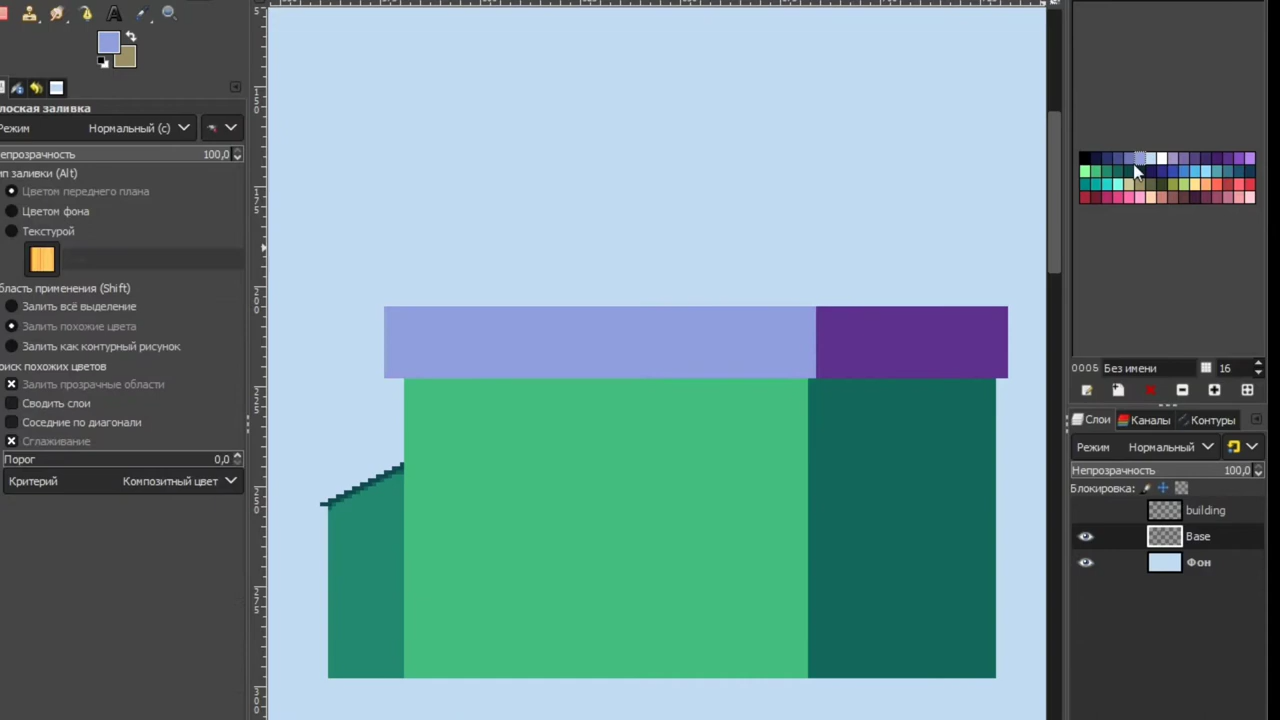 лоская заливка
Режим Нормальный (с)
непрозрачность 100,0
ип заливки (Alt)
Цветом переднего плана
Цветом фона
Текстурой
бласть применения (Shift)
Залить всё выделение
Залить похожие цвета
Залить как контурный рисунок
оиск похожих цветов
Залить прозрачные области
Сводить слои
Соседние по диагонали
Сглаживание
Порог 0,0
Критерий Композитный цвет
0005 Без имени 16
Слои Каналы Контуры
Режим Нормальный
Непрозрачность 100,0
Блокировка:
building
Base
Фон